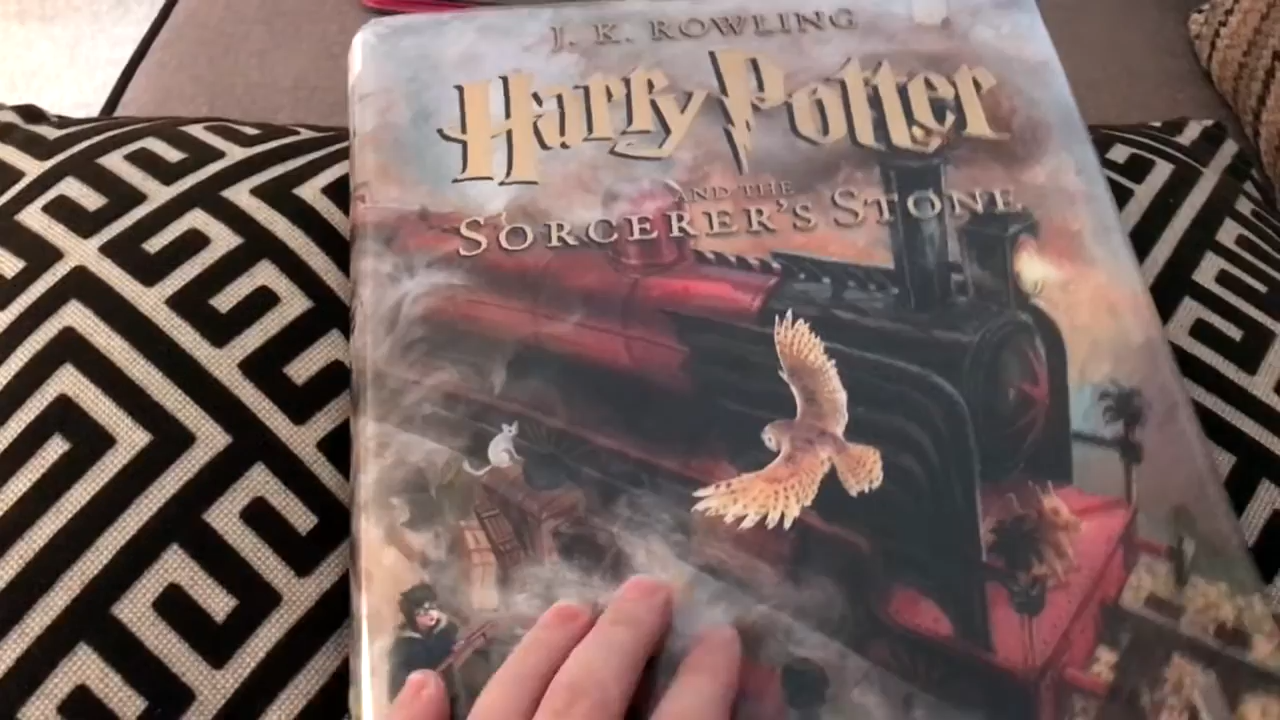 J. K. ROWLING
Harry Potter
AND THE
SORCERER'S STONE